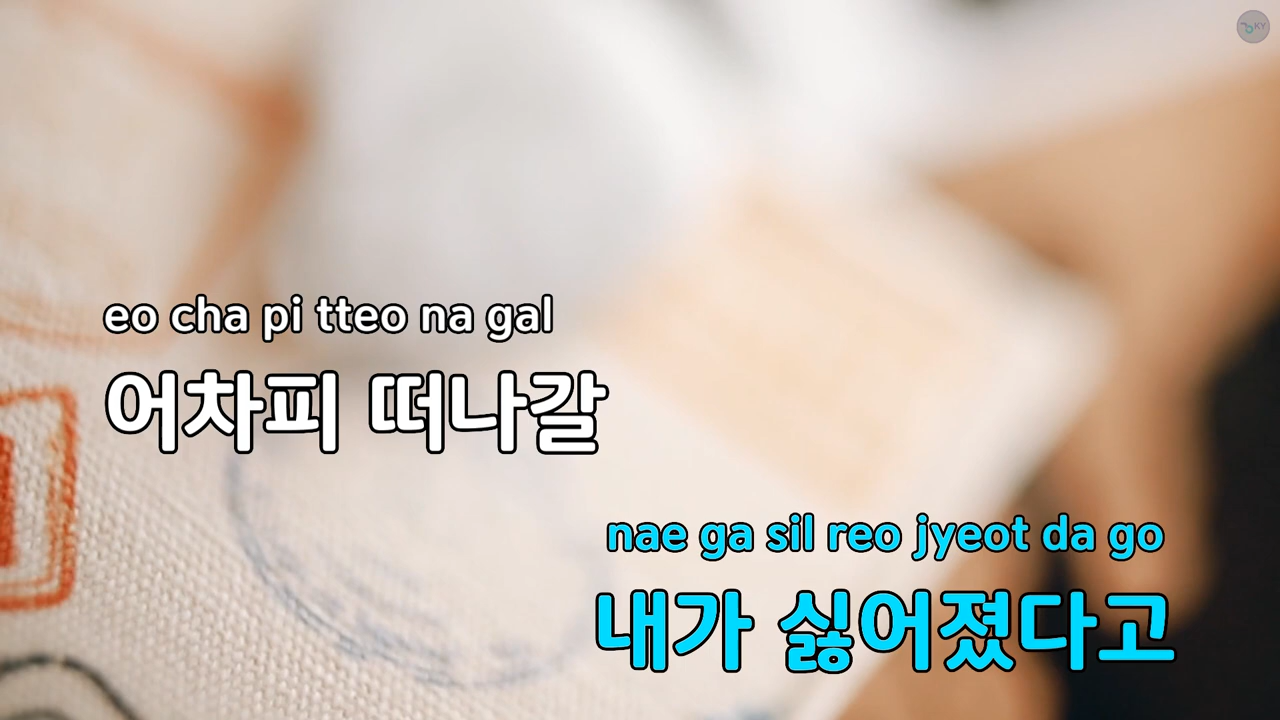 KY
eo cha pi tteo na gal
어차피 떠나갈
nae ga sil reo jyeot da go
내가 싫어졌다고